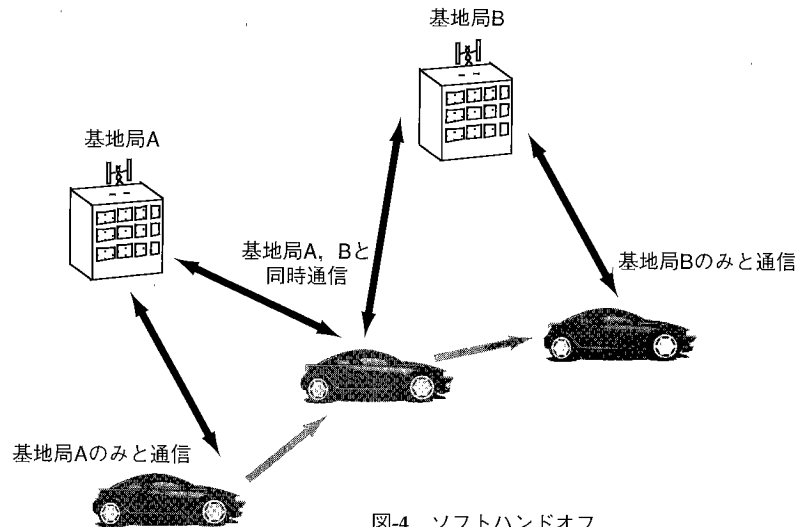 基地局B
基地局A
基地局A，Bと
同時通信
基地局Bのみと通信
基地局Aのみと通信
図-4　ソフトハンドオフ